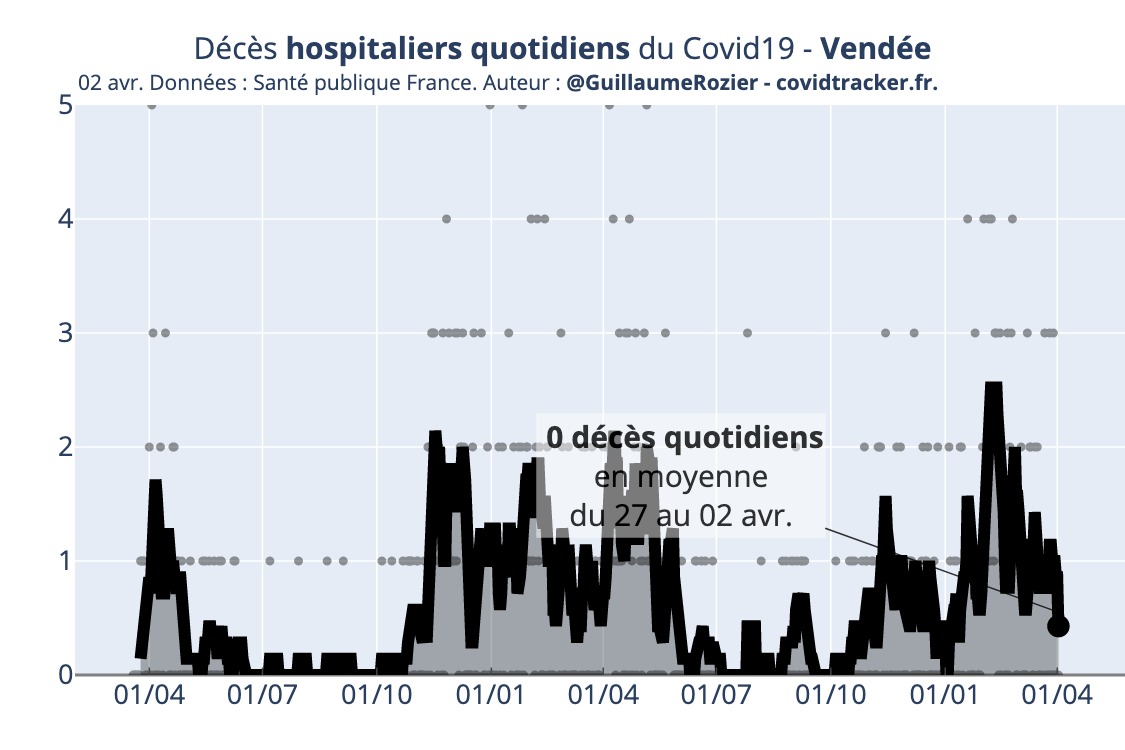 Décès hospitaliers quotidiens du Covid19 - Vendée
02 avr. Données : Santé publique France. Auteur : @GuillaumeRozier - covidtracker.fr.
5
4
3
2
1
0
0 décès quotidiens
en moyenne
du 27 au 02 avr.
01/04 01/07 01/10 01/01 01/04 01/07 01/10 01/01 01/04